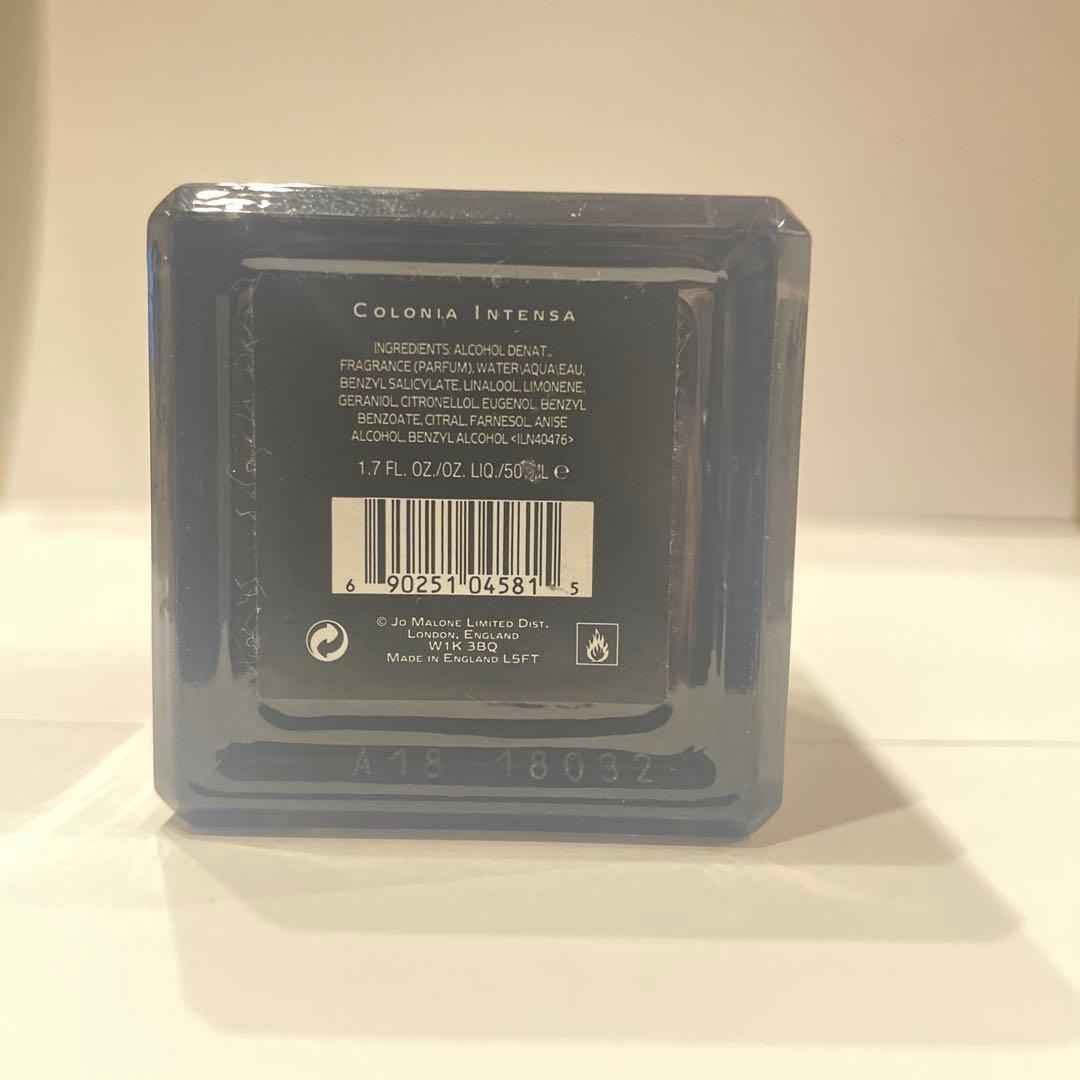 COLONIA INTENSA
INGREDIENTS: ALCOHOL DENAT.,
FRAGRANCE (PARFUM), WATER\AQUA\EAU,
BENZYL SALICYLATE, LINALOOL, LIMONENE,
GERANIOL, CITRONELLOL, EUGENOL, BENZYL
BENZOATE, CITRAL, FARNESOL, ANISE
ALCOHOL, BENZYL ALCOHOL <ILN40476>
1.7 FL. OZ./OZ. LIQ./50 ML ℮
6 90251 04581 5
© JO MALONE LIMITED DIST.
LONDON, ENGLAND
W1K 3BQ
MADE IN ENGLAND L5FT
A 18 18032